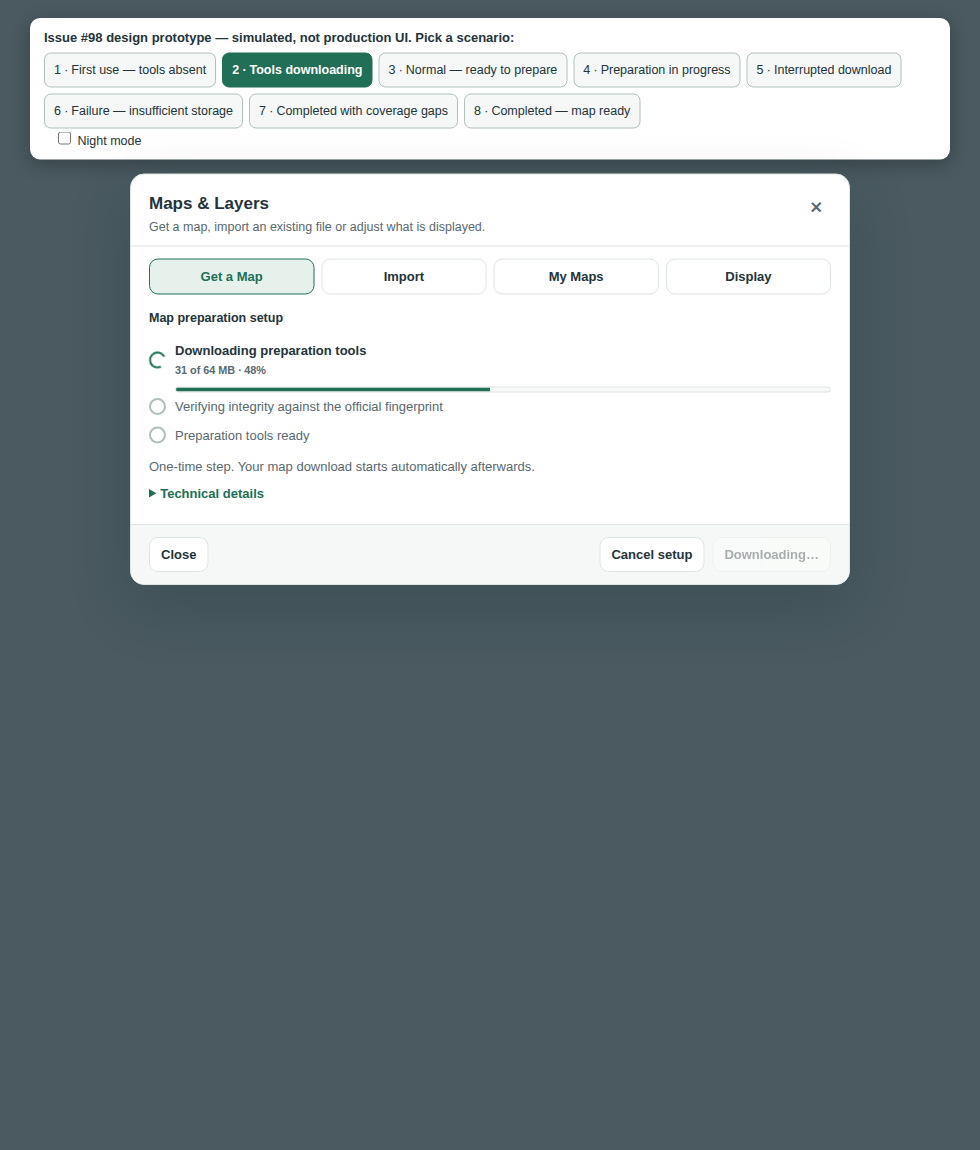 Issue #98 design prototype — simulated, not production UI. Pick a scenario:
1 · First use — tools absent
2 · Tools downloading
3 · Normal — ready to prepare
4 · Preparation in progress
5 · Interrupted download
6 · Failure — insufficient storage
7 · Completed with coverage gaps
8 · Completed — map ready
Night mode
Maps & Layers
✕
Get a map, import an existing file or adjust what is displayed.
Get a Map
Import
My Maps
Display
Map preparation setup
Downloading preparation tools
31 of 64 MB · 48%
Verifying integrity against the official fingerprint
Preparation tools ready
One-time step. Your map download starts automatically afterwards.
Technical details
Close
Cancel setup
Downloading…